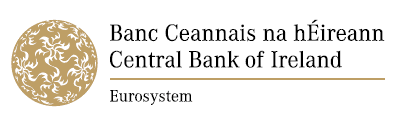 Banc Ceannais na hÉireann
Central Bank of Ireland
Eurosystem